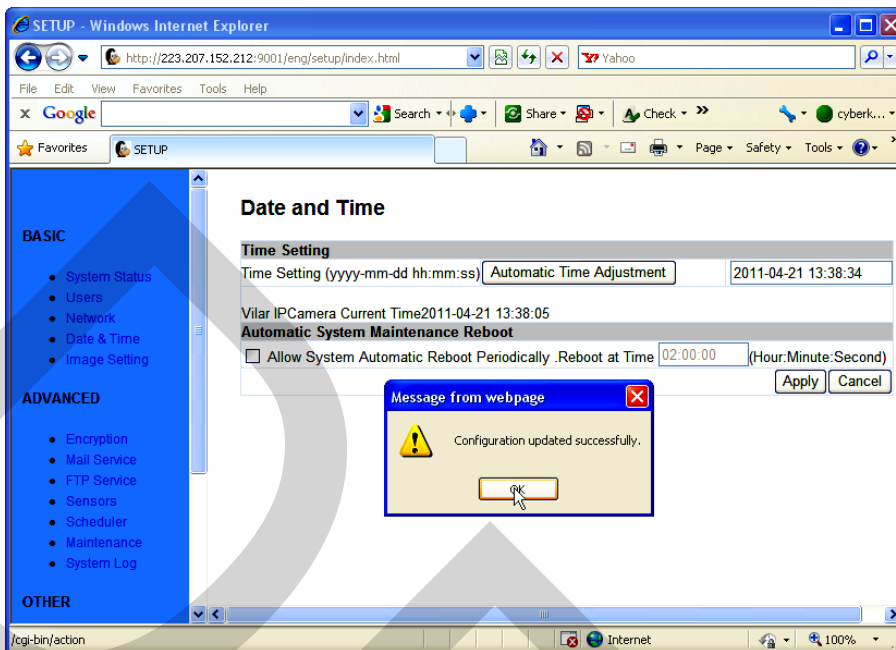 SETUP - Windows Internet Explorer
http://223.207.152.212:9001/eng/setup/index.html
Yahoo
File Edit View Favorites Tools Help
x Google Search Share Check » cyberk...
Favorites SETUP Page Safety Tools »
BASIC
System Status
Users
Network
Date & Time
Image Setting
ADVANCED
Encryption
Mail Service
FTP Service
Sensors
Scheduler
Maintenance
System Log
OTHER
Date and Time
Time Setting
Time Setting (yyyy-mm-dd hh:mm:ss) Automatic Time Adjustment 2011-04-21 13:38:34
Vilar IPCamera Current Time2011-04-21 13:38:05
Automatic System Maintenance Reboot
Allow System Automatic Reboot Periodically .Reboot at Time 02:00:00 (Hour:Minute:Second)
Apply Cancel
Message from webpage
Configuration updated successfully.
OK
/cgi-bin/action Internet 100%